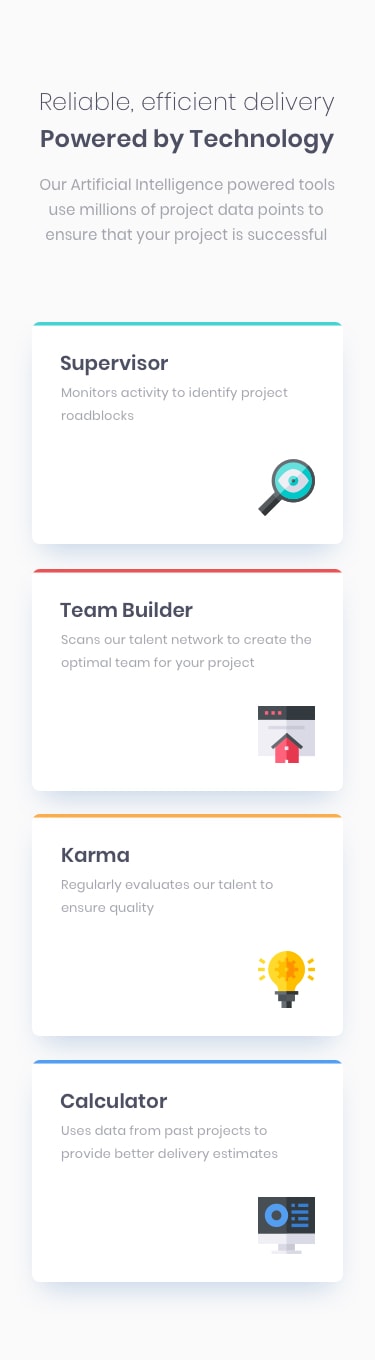 Reliable, efficient delivery
Powered by Technology
Our Artificial Intelligence powered tools
use millions of project data points to
ensure that your project is successful
Supervisor
Monitors activity to identify project
roadblocks
Team Builder
Scans our talent network to create the
optimal team for your project
Karma
Regularly evaluates our talent to
ensure quality
Calculator
Uses data from past projects to
provide better delivery estimates